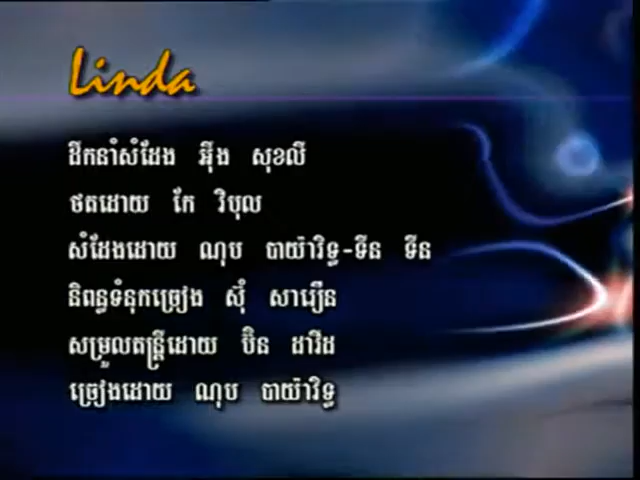 Linda
ដឹកនាំសំដែង អ៊ីង សុខលី
ថតដោយ កែ វិបុល
សំដែងដោយ ណុប បាយ៉ារិទ្ធ-ទីន ទីន
និពន្ធទំនុកច្រៀង ស៊ុំ សារឿន
សម្រួលតន្ត្រីដោយ ប៊ិន ដាវីដ
ច្រៀងដោយ ណុប បាយ៉ារិទ្ធ